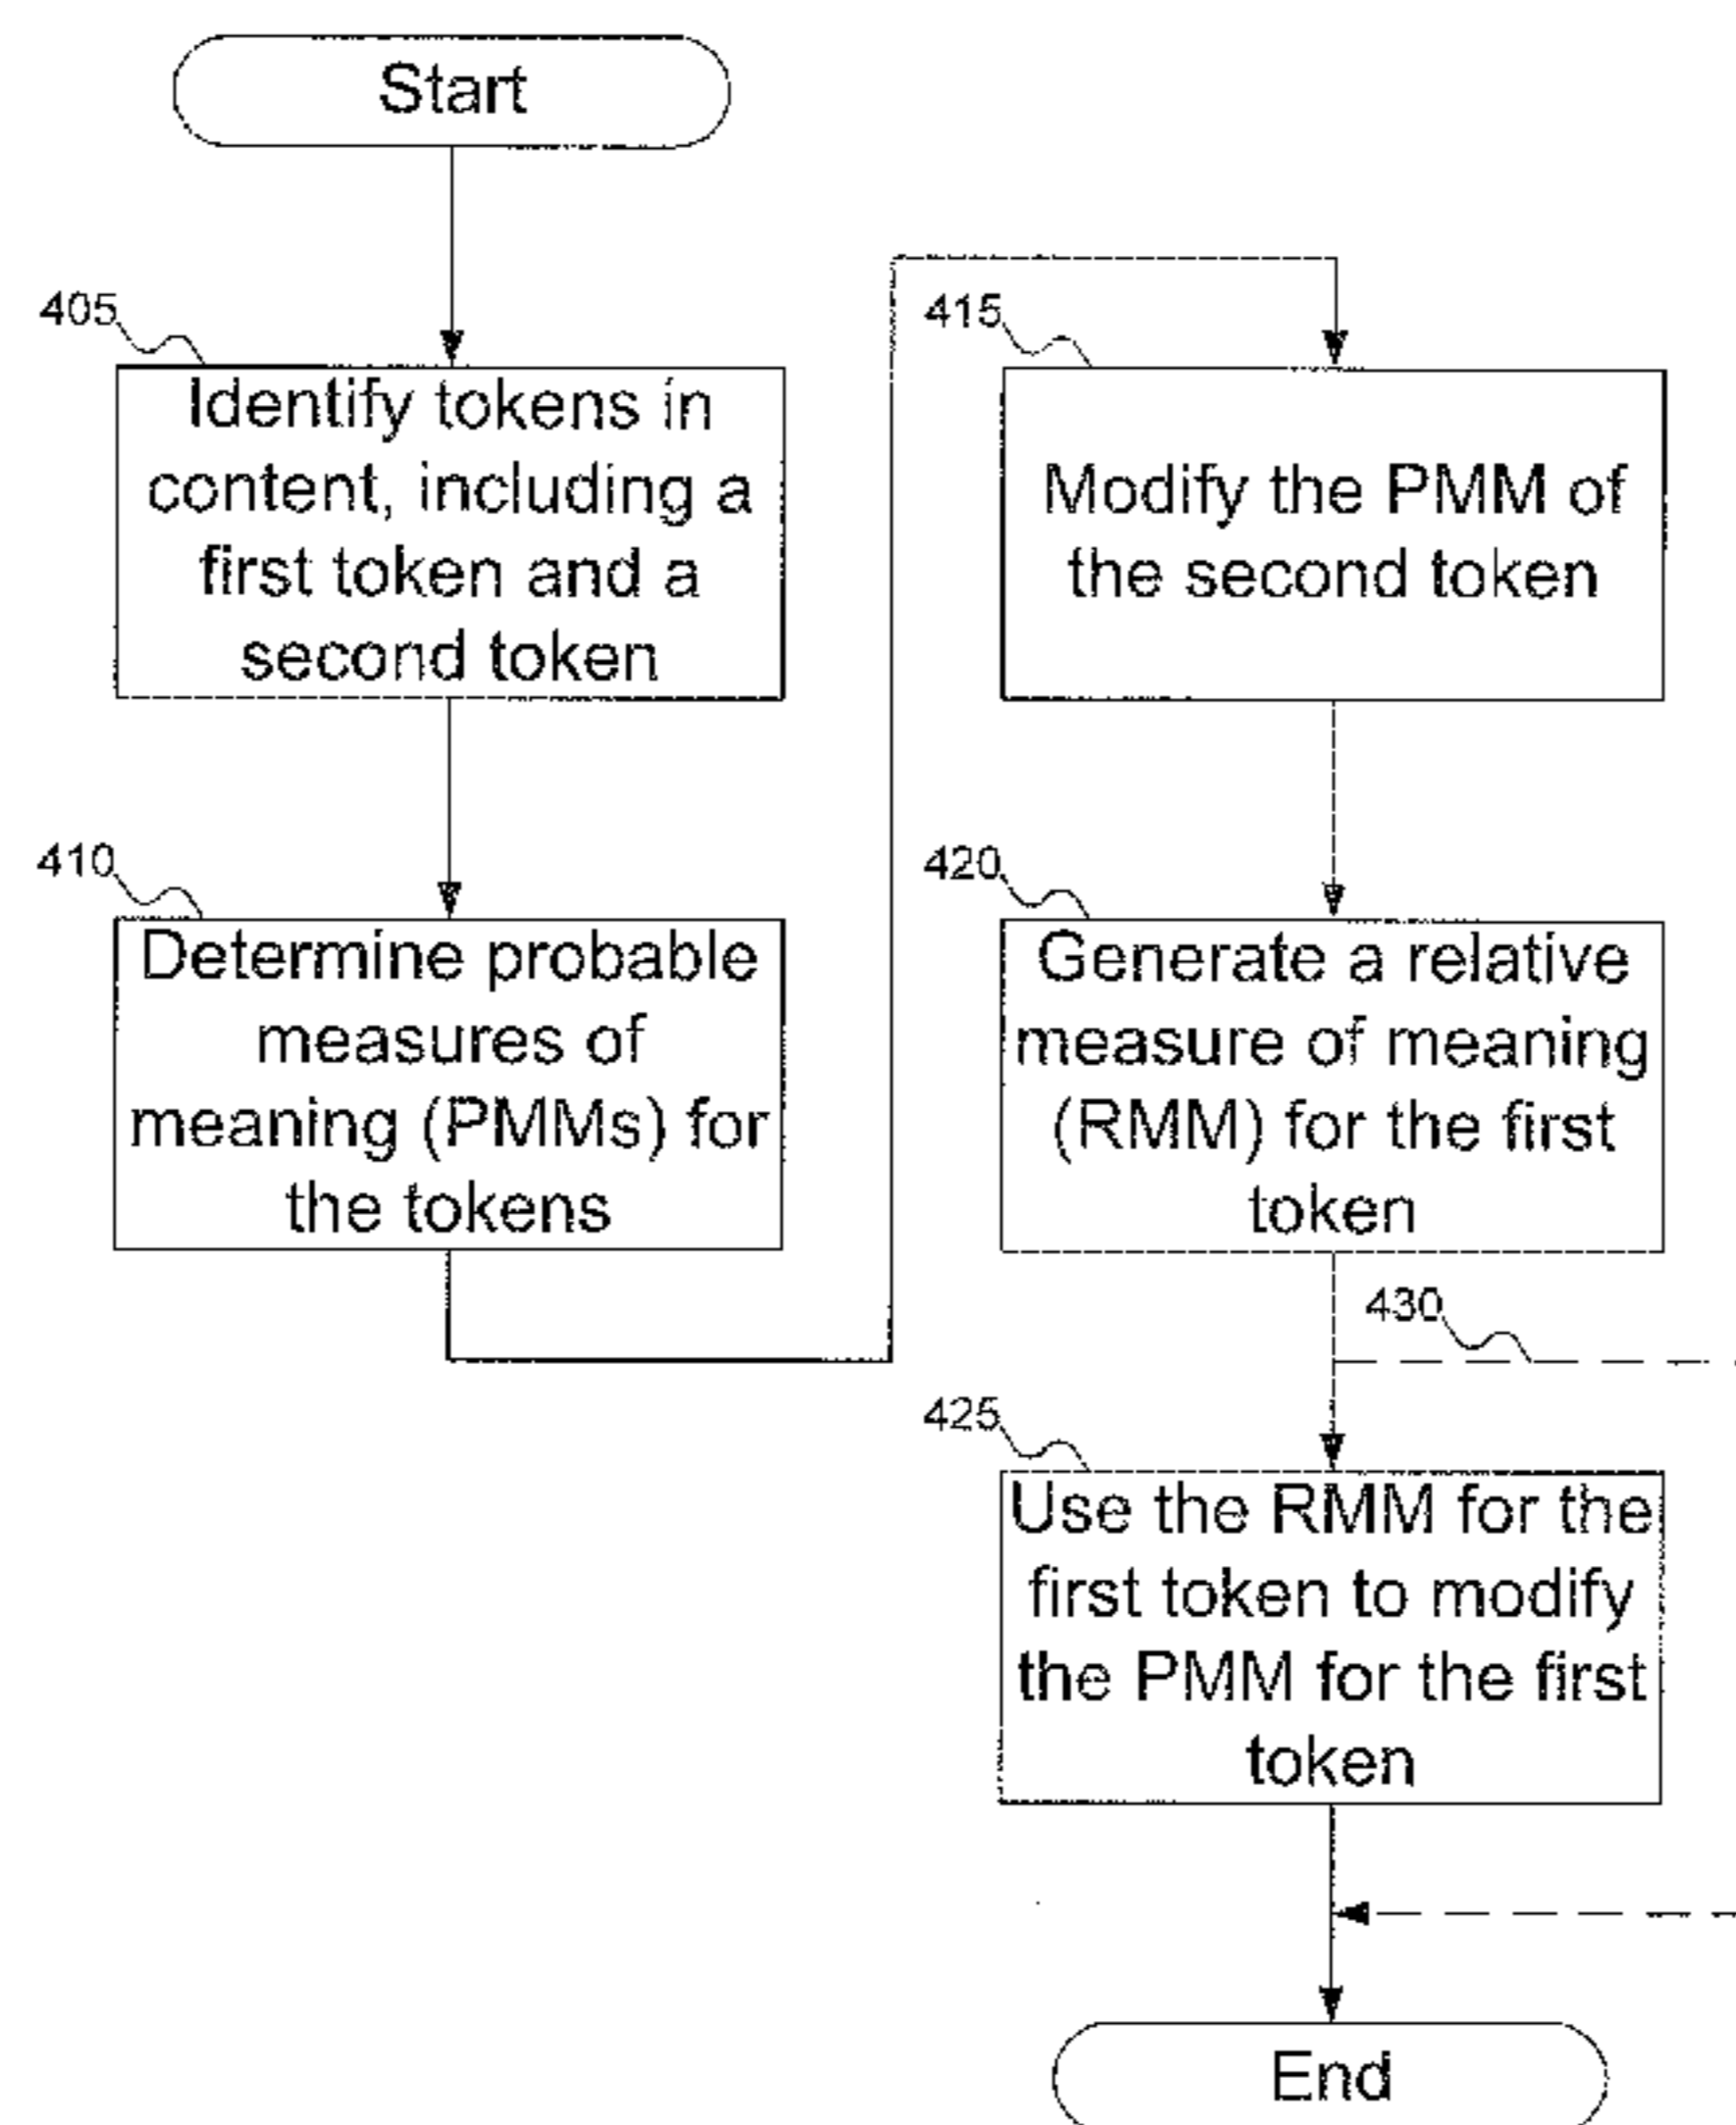 Start
405
Identify tokens in
content, including a
first token and a
second token
410
Determine probable
measures of
meaning (PMMs) for
the tokens
415
Modify the PMM of
the second token
420
Generate a relative
measure of meaning
(RMM) for the first
token
430
425
Use the RMM for the
first token to modify
the PMM for the first
token
End